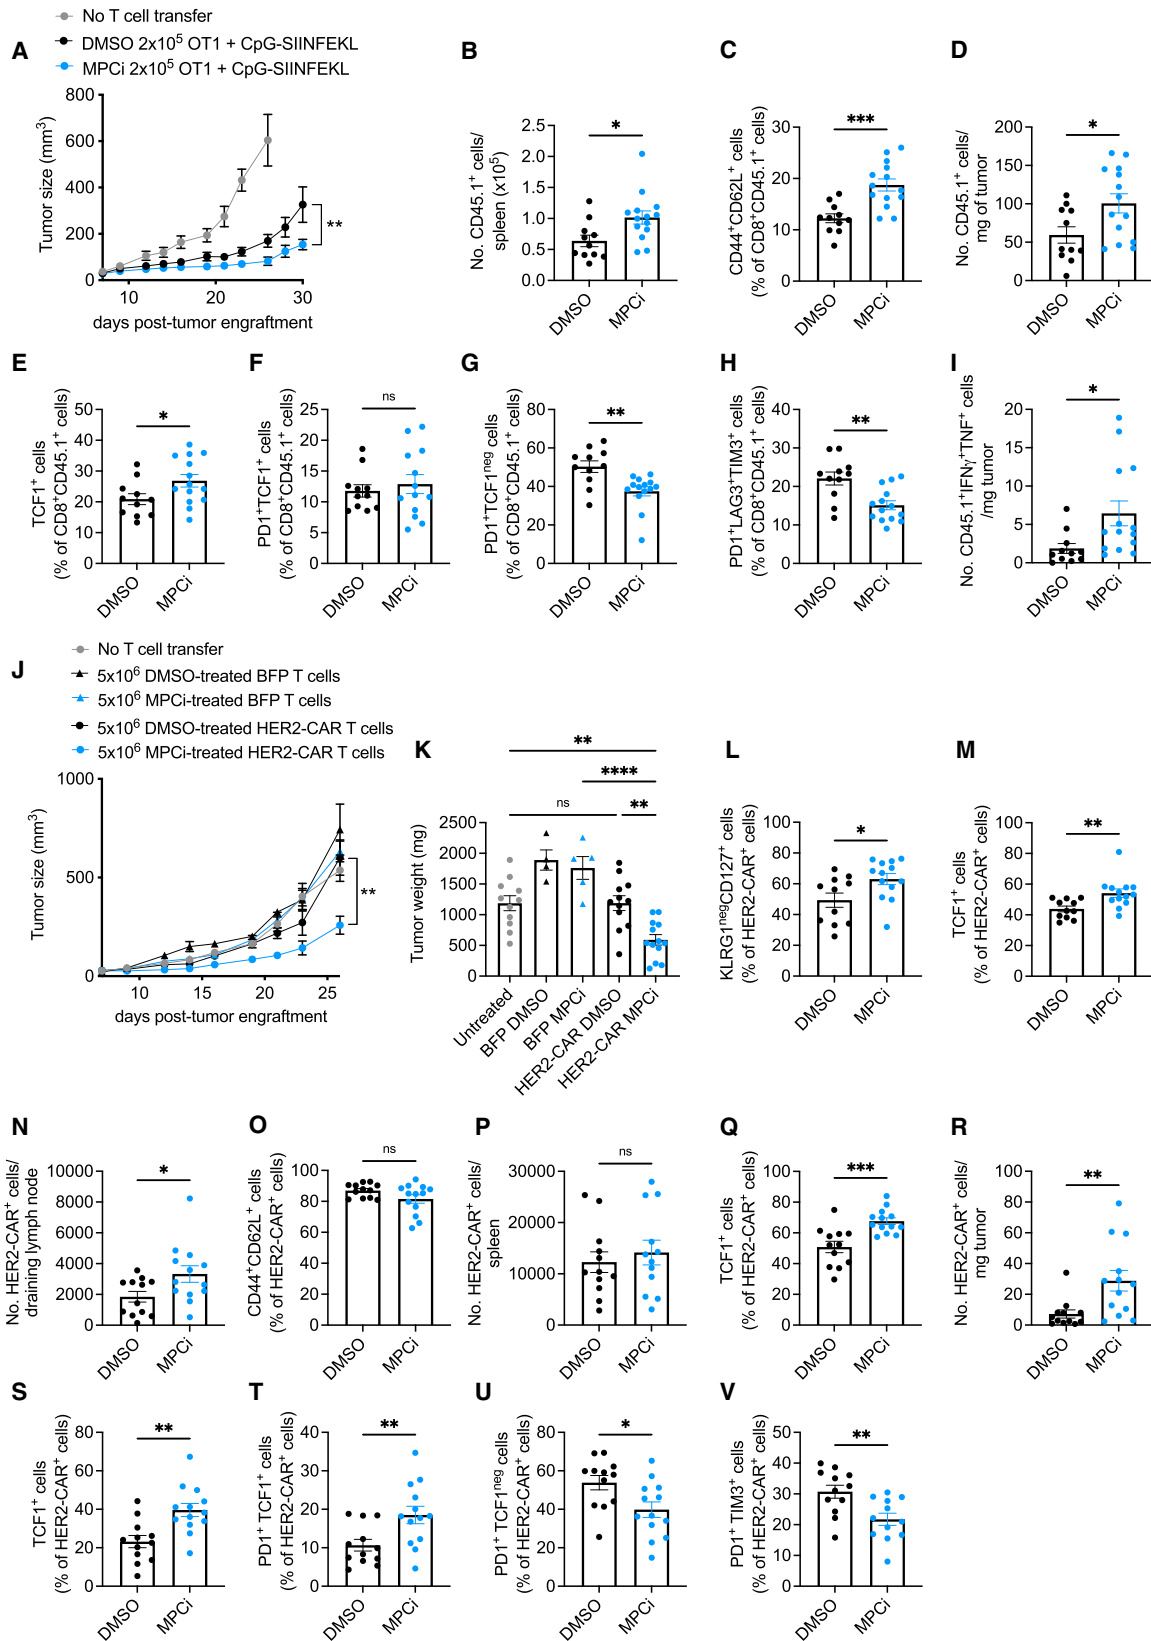 No T cell transfer
DMSO 2x10⁵ OT1 + CpG-SIINFEKL
MPCi 2x10⁵ OT1 + CpG-SIINFEKL
A
Tumor size (mm³)
800
600
400
200
0
10
20
30
**
days post-tumor engraftment
B
No. CD45.1⁺ cells/
spleen (x10⁵)
2.5
2.0
1.5
1.0
0.5
0.0
*
DMSO
MPCi
C
CD44⁺CD62L⁺ cells
(% of CD8⁺CD45.1⁺ cells)
30
20
10
0
***
DMSO
MPCi
D
No. CD45.1⁺ cells/
mg of tumor
200
150
100
50
0
*
DMSO
MPCi
E
TCF1⁺ cells
(% of CD8⁺CD45.1⁺ cells)
50
40
30
20
10
0
*
DMSO
MPCi
F
PD1⁺TCF1⁺ cells
(% of CD8⁺CD45.1⁺ cells)
25
20
15
10
5
0
ns
DMSO
MPCi
G
PD1⁺TCF1ⁿᵉᵍ cells
(% of CD8⁺CD45.1⁺ cells)
80
60
40
20
0
**
DMSO
MPCi
H
PD1⁺LAG3⁺TIM3⁺ cells
(% of CD8⁺CD45.1⁺ cells)
40
30
20
10
0
**
DMSO
MPCi
I
No. CD45.1⁺IFNγ⁺TNF⁺ cells
/mg tumor
20
15
10
5
0
*
DMSO
MPCi
J
No T cell transfer
5x10⁶ DMSO-treated BFP T cells
5x10⁶ MPCi-treated BFP T cells
5x10⁶ DMSO-treated HER2-CAR T cells
5x10⁶ MPCi-treated HER2-CAR T cells
Tumor size (mm³)
1000
500
0
10
15
20
25
**
days post-tumor engraftment
K
Tumor weight (mg)
2500
2000
1500
1000
500
0
**
****
ns
**
Untreated
BFP DMSO
BFP MPCi
HER2-CAR DMSO
HER2-CAR MPCi
L
KLRG1ⁿᵉᵍCD127⁺ cells
(% of HER2-CAR⁺ cells)
100
80
60
40
20
0
*
DMSO
MPCi
M
TCF1⁺ cells
(% of HER2-CAR⁺ cells)
100
80
60
40
20
0
**
DMSO
MPCi
N
No. HER2-CAR⁺ cells/
draining lymph node
10000
8000
6000
4000
2000
0
*
DMSO
MPCi
O
CD44⁺CD62L⁺ cells
(% of HER2-CAR⁺ cells)
100
80
60
40
20
0
ns
DMSO
MPCi
P
No. HER2-CAR⁺ cells/
spleen
30000
20000
10000
0
ns
DMSO
MPCi
Q
TCF1⁺ cells
(% of HER2-CAR⁺ cells)
100
80
60
40
20
0
***
DMSO
MPCi
R
No. HER2-CAR⁺ cells/
mg tumor
100
80
60
40
20
0
**
DMSO
MPCi
S
TCF1⁺ cells
(% of HER2-CAR⁺ cells)
80
60
40
20
0
**
DMSO
MPCi
T
PD1⁺ TCF1⁺ cells
(% of HER2-CAR⁺ cells)
40
30
20
10
0
**
DMSO
MPCi
U
PD1⁺ TCF1ⁿᵉᵍ cells
(% of HER2-CAR⁺ cells)
80
60
40
20
0
*
DMSO
MPCi
V
PD1⁺ TIM3⁺ cells
(% of HER2-CAR⁺ cells)
50
40
30
20
10
0
**
DMSO
MPCi